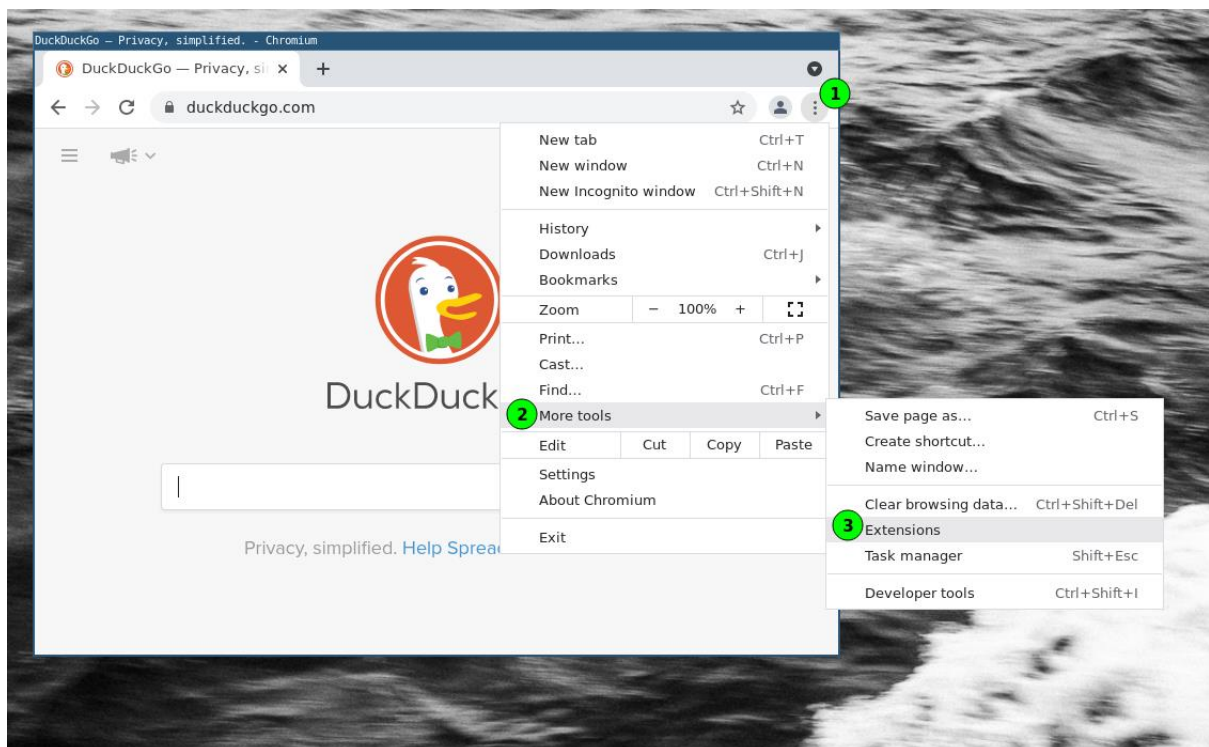 DuckDuckGo — Privacy, simplified. - Chromium
DuckDuckGo — Privacy, si
duckduckgo.com
1
New tab Ctrl+T
New window Ctrl+N
New Incognito window Ctrl+Shift+N
History
Downloads Ctrl+J
Bookmarks
Zoom − 100% +
Print... Ctrl+P
Cast...
Find... Ctrl+F
2 More tools
Edit Cut Copy Paste
Settings
About Chromium
Exit
Save page as... Ctrl+S
Create shortcut...
Name window...
Clear browsing data... Ctrl+Shift+Del
3 Extensions
Task manager Shift+Esc
Developer tools Ctrl+Shift+I
DuckDuck
Privacy, simplified. Help Sprea